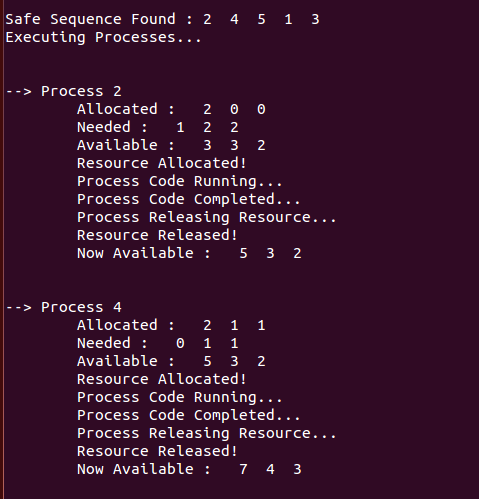 Safe Sequence Found : 2 4 5 1 3
Executing Processes...
--> Process 2
Allocated : 2 0 0
Needed : 1 2 2
Available : 3 3 2
Resource Allocated!
Process Code Running...
Process Code Completed...
Process Releasing Resource...
Resource Released!
Now Available : 5 3 2
--> Process 4
Allocated : 2 1 1
Needed : 0 1 1
Available : 5 3 2
Resource Allocated!
Process Code Running...
Process Code Completed...
Process Releasing Resource...
Resource Released!
Now Available : 7 4 3